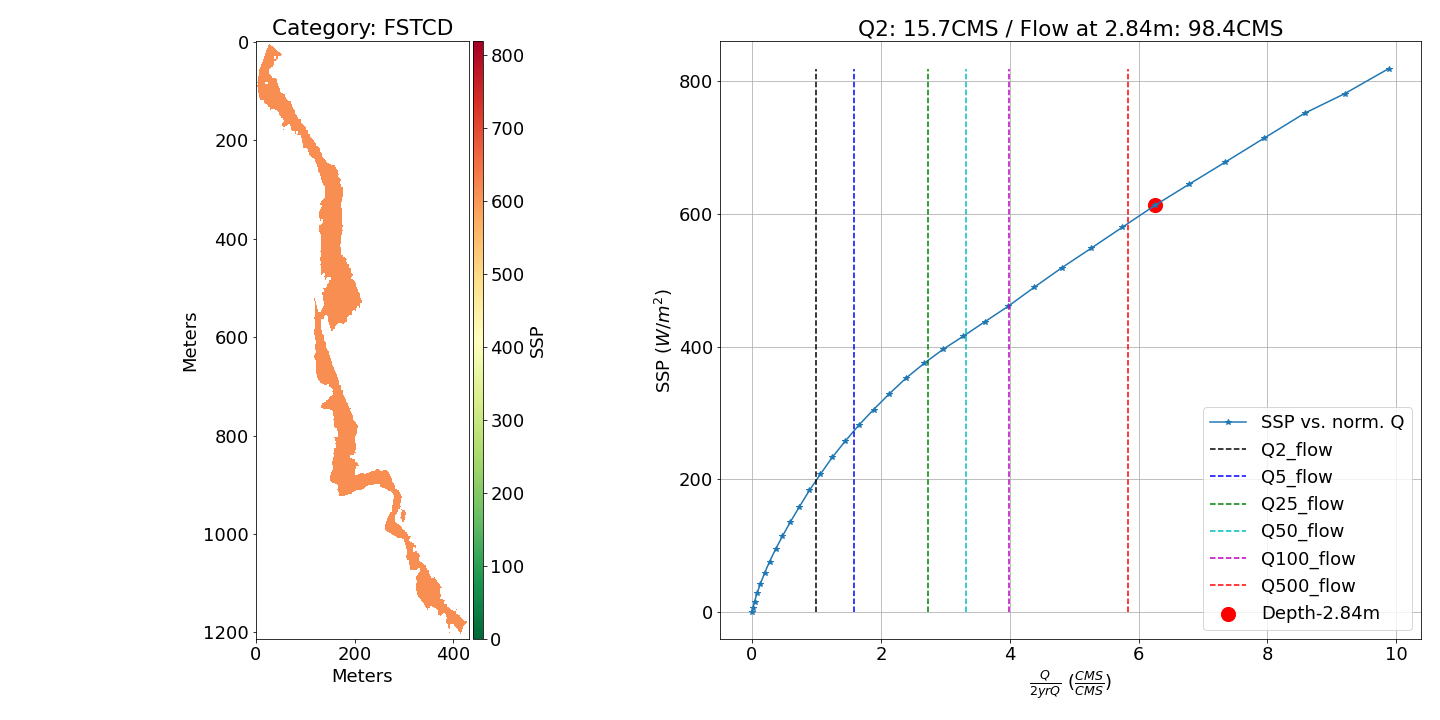 Category: FSTCD
0
200
400
600
800
1000
1200
Meters
0
200
400
Meters
800
700
600
500
400
300
200
100
0
SSP
Q2: 15.7CMS / Flow at 2.84m: 98.4CMS
800
600
400
200
0
SSP (W/m²)
0
2
4
6
8
10
Q/2yrQ (CMS/CMS)
SSP vs. norm. Q
Q2_flow
Q5_flow
Q25_flow
Q50_flow
Q100_flow
Q500_flow
Depth-2.84m